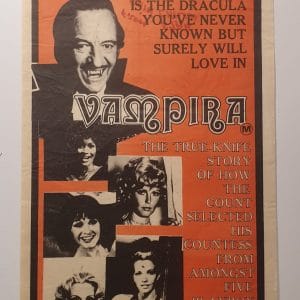 IS THE DRACULA
YOU'VE NEVER
KNOWN BUT
SURELY WILL
LOVE IN
VAMPIRA
M
THE TRUE-KNIFE
STORY
OF HOW
THE
COUNT
SELECTED
HIS
COUNTESS
FROM
AMONGST
FIVE